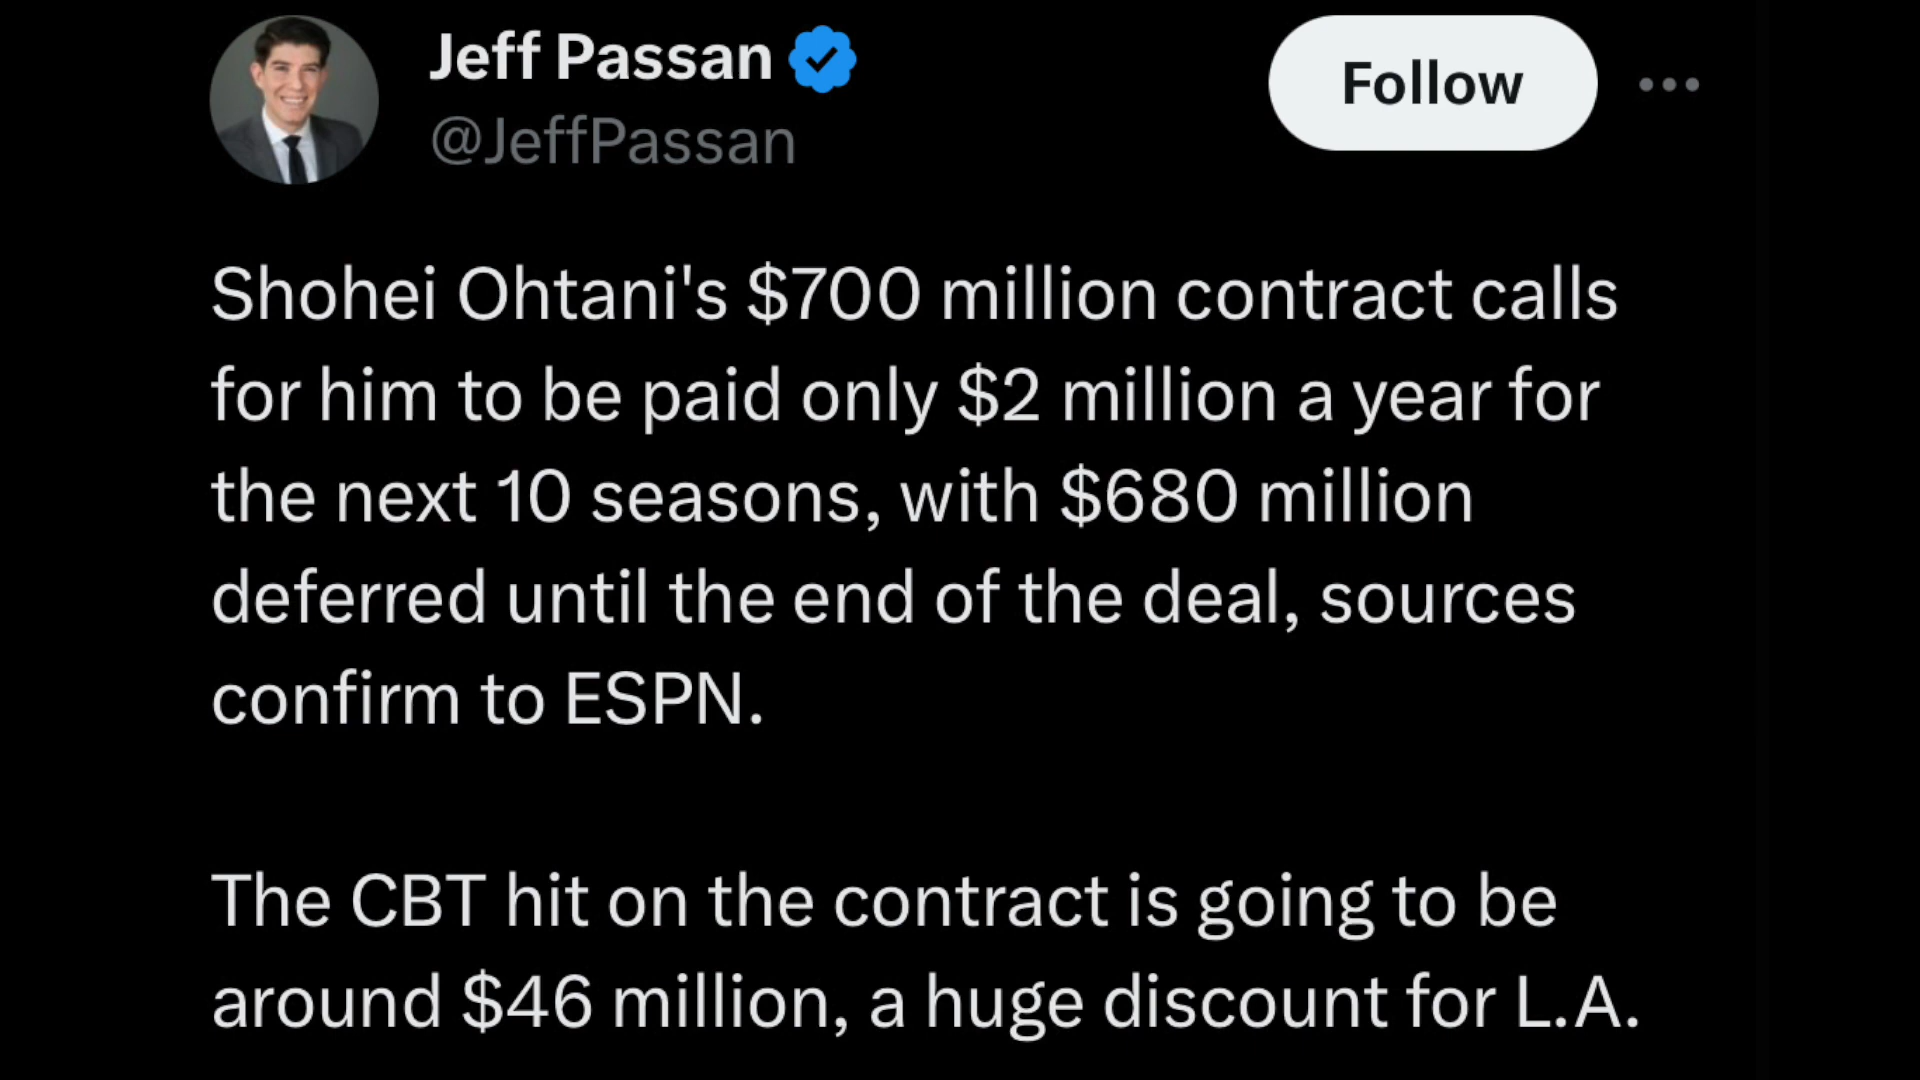 Jeff Passan
@JeffPassan
Follow
Shohei Ohtani's $700 million contract calls
for him to be paid only $2 million a year for
the next 10 seasons, with $680 million
deferred until the end of the deal, sources
confirm to ESPN.
The CBT hit on the contract is going to be
around $46 million, a huge discount for L.A.